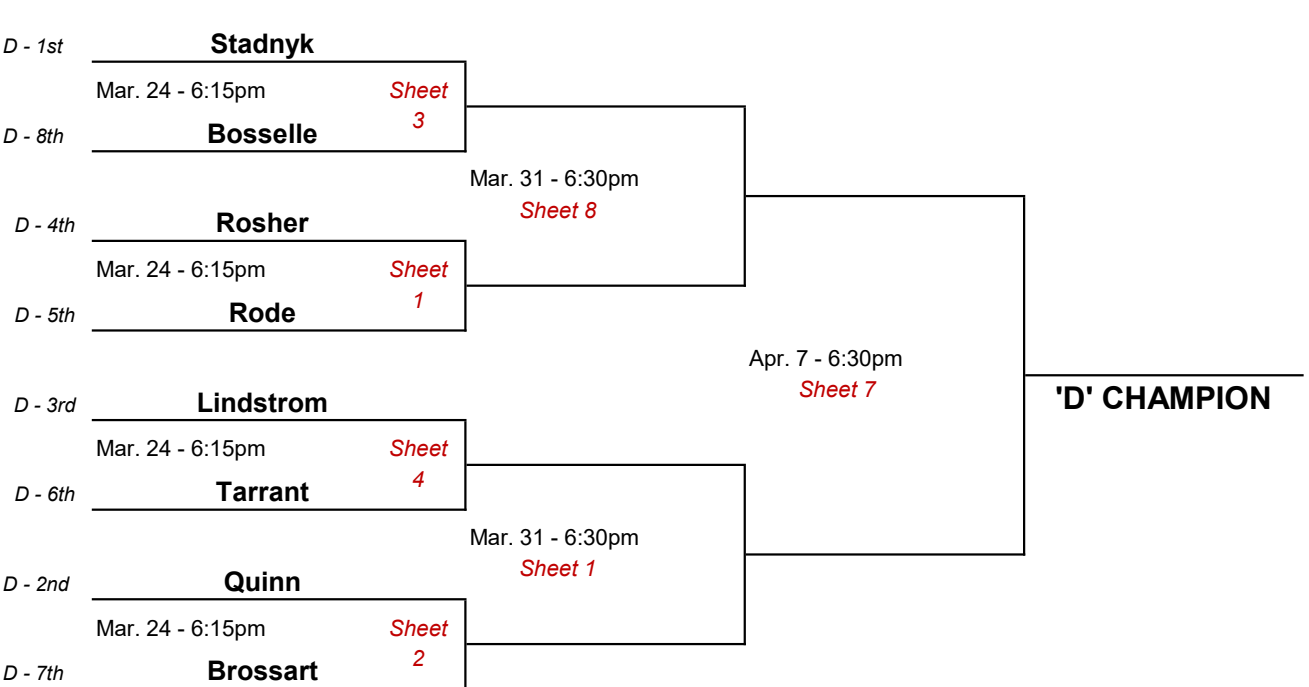 D - 1st Stadnyk
Mar. 24 - 6:15pm Sheet
3
D - 8th Bosselle
Mar. 31 - 6:30pm
Sheet 8
D - 4th Rosher
Mar. 24 - 6:15pm Sheet
1
D - 5th Rode
Apr. 7 - 6:30pm
Sheet 7
'D' CHAMPION
D - 3rd Lindstrom
Mar. 24 - 6:15pm Sheet
4
D - 6th Tarrant
Mar. 31 - 6:30pm
Sheet 1
D - 2nd Quinn
Mar. 24 - 6:15pm Sheet
2
D - 7th Brossart